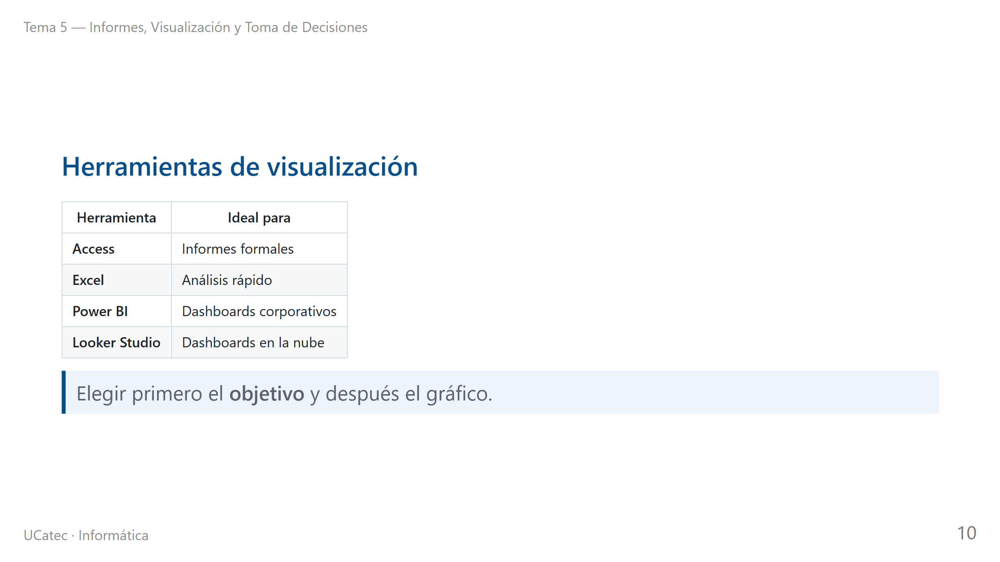 Tema 5 — Informes, Visualización y Toma de Decisiones
Herramientas de visualización
Herramienta Ideal para
Access Informes formales
Excel Análisis rápido
Power BI Dashboards corporativos
Looker Studio Dashboards en la nube
Elegir primero el objetivo y después el gráfico.
UCatec · Informática
10